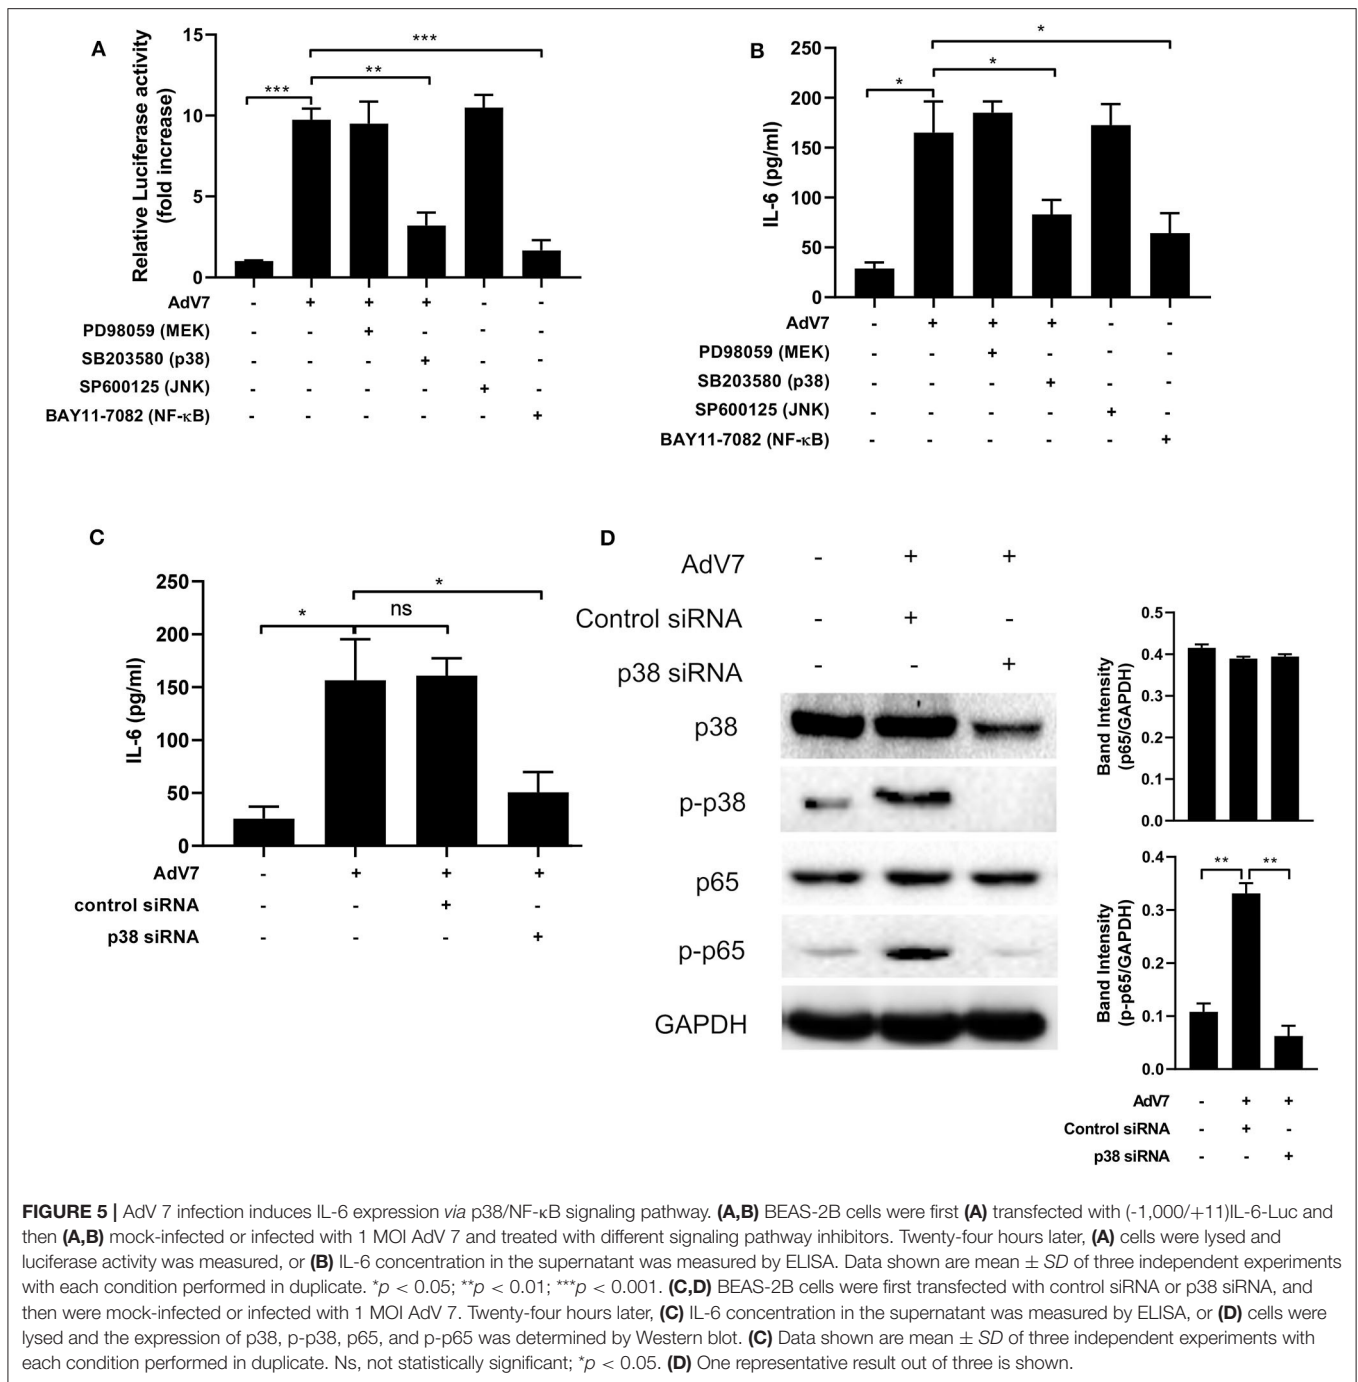 A
Relative Luciferase activity
(fold increase)
15
10
5
0
***
**
***
AdV7 - + + + - -
PD98059 (MEK) - - + - - -
SB203580 (p38) - - - + - -
SP600125 (JNK) - - - - + -
BAY11-7082 (NF-κB) - - - - - +
B
IL-6 (pg/ml)
250
200
150
100
50
0
*
*
*
AdV7 - + + + - -
PD98059 (MEK) - - + - - -
SB203580 (p38) - - - + - -
SP600125 (JNK) - - - - + -
BAY11-7082 (NF-κB) - - - - - +
C
IL-6 (pg/ml)
250
200
150
100
50
0
*
ns
*
AdV7 - + + +
control siRNA - - + -
p38 siRNA - - - +
D
AdV7 - + +
Control siRNA - + -
p38 siRNA - - +
p38
p-p38
p65
p-p65
GAPDH
Band Intensity
(p65/GAPDH)
0.5
0.4
0.3
0.2
0.1
0.0
Band Intensity
(p-p65/GAPDH)
0.4
0.3
0.2
0.1
0.0
** **
AdV7 - + +
Control siRNA - + -
p38 siRNA - - +
FIGURE 5 | AdV 7 infection induces IL-6 expression via p38/NF-κB signaling pathway. (A,B) BEAS-2B cells were first (A) transfected with (-1,000/+11)IL-6-Luc and
then (A,B) mock-infected or infected with 1 MOI AdV 7 and treated with different signaling pathway inhibitors. Twenty-four hours later, (A) cells were lysed and
luciferase activity was measured, or (B) IL-6 concentration in the supernatant was measured by ELISA. Data shown are mean ± SD of three independent experiments
with each condition performed in duplicate. *p < 0.05; **p < 0.01; ***p < 0.001. (C,D) BEAS-2B cells were first transfected with control siRNA or p38 siRNA, and
then were mock-infected or infected with 1 MOI AdV 7. Twenty-four hours later, (C) IL-6 concentration in the supernatant was measured by ELISA, or (D) cells were
lysed and the expression of p38, p-p38, p65, and p-p65 was determined by Western blot. (C) Data shown are mean ± SD of three independent experiments with
each condition performed in duplicate. Ns, not statistically significant; *p < 0.05. (D) One representative result out of three is shown.